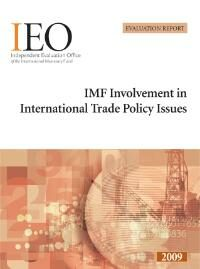 IEO
EVALUATION REPORT
Independent Evaluation Office
of the International Monetary Fund
IMF Involvement in
International Trade Policy Issues
2009